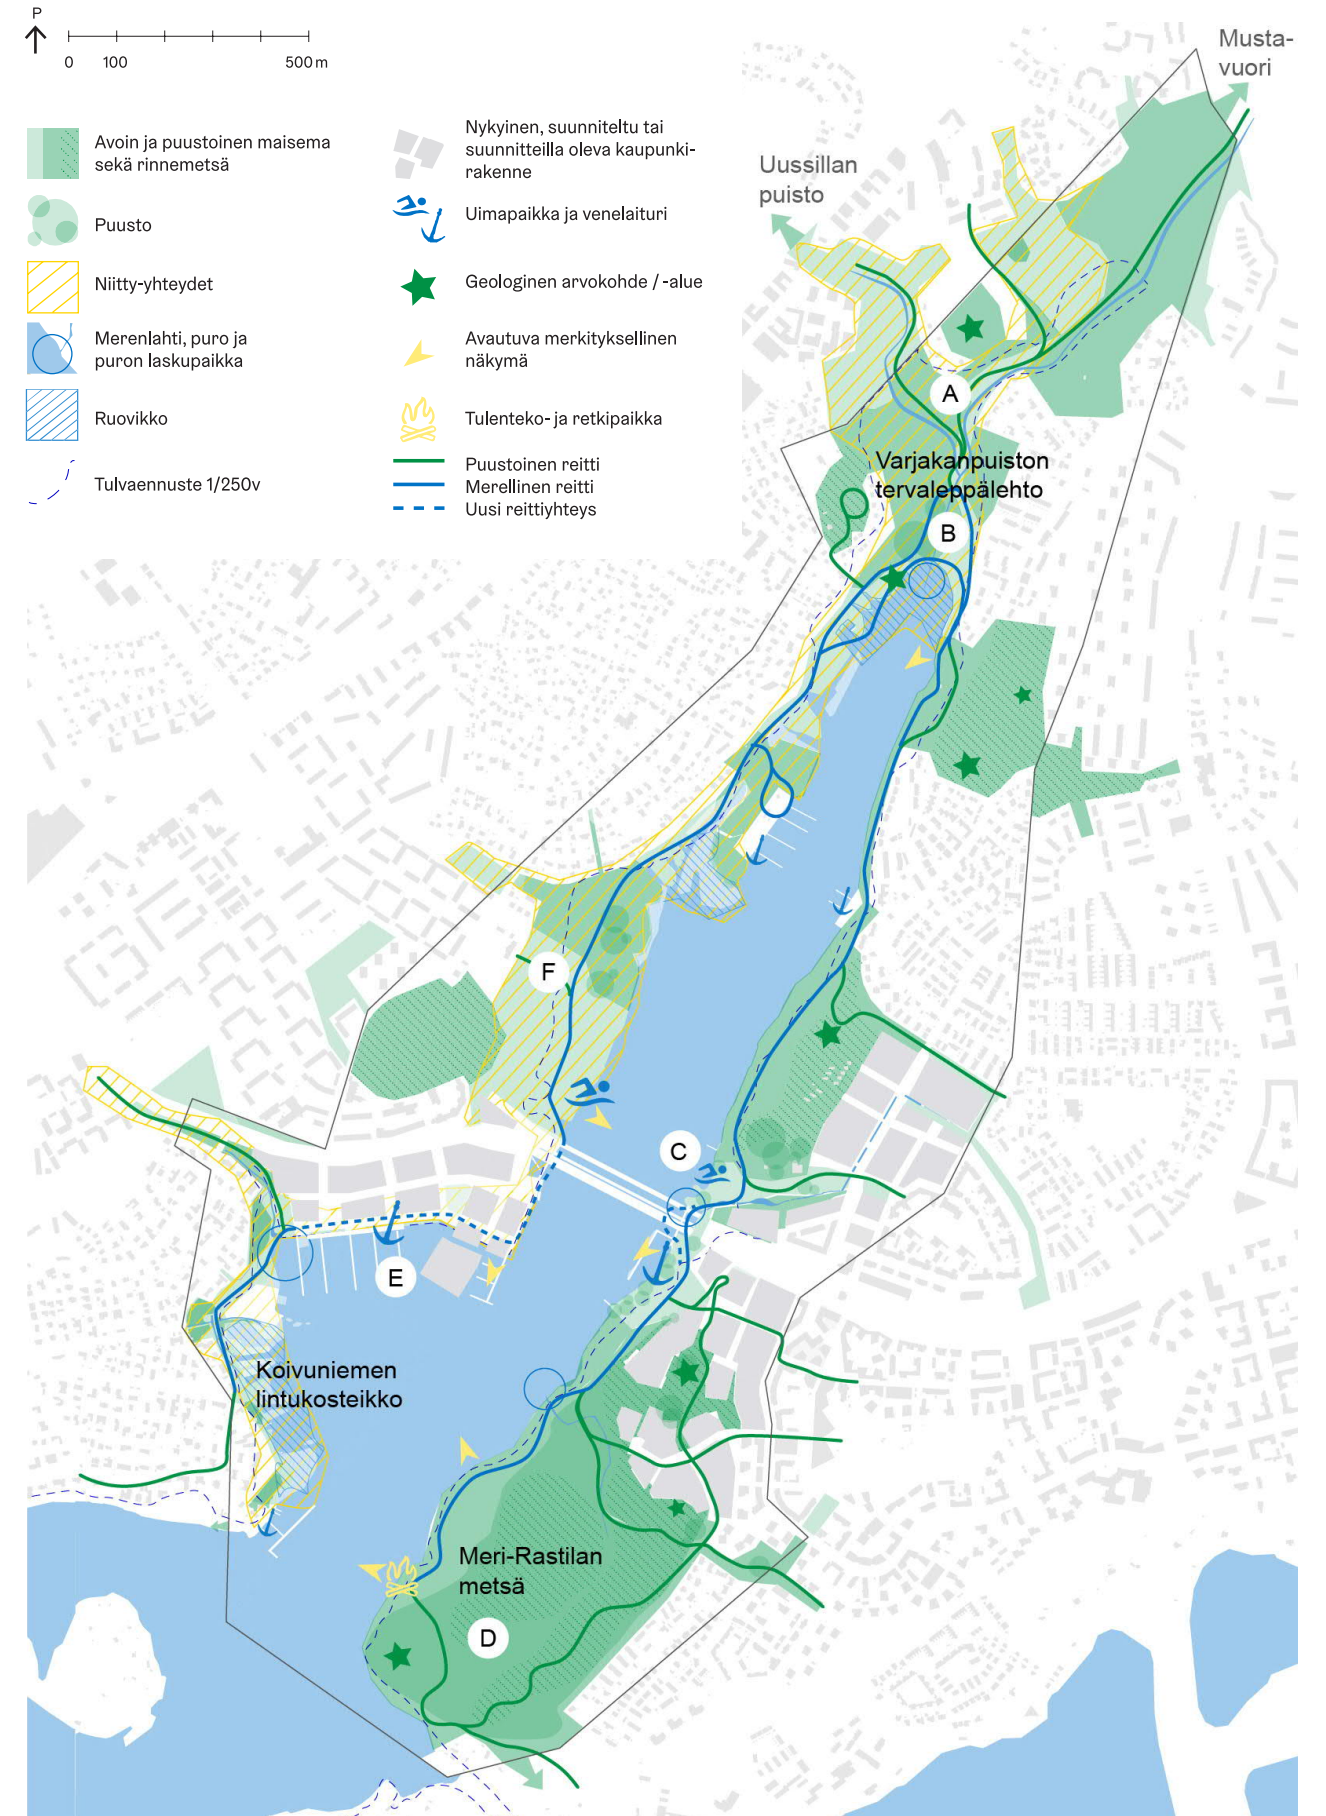 P
0 100 500 m
Avoin ja puustoinen maisema
sekä rinnemetsä
Puusto
Niitty-yhteydet
Merenlahti, puro ja
puron laskupaikka
Ruovikko
Tulvaennuste 1/250v
Nykyinen, suunniteltu tai
suunnitteilla oleva kaupunki-
rakenne
Uimapaikka ja venelaituri
Geologinen arvokohde / -alue
Avautuva merkityksellinen
näkymä
Tulenteko- ja retkipaikka
Puustoinen reitti
Merellinen reitti
Uusi reittiyhteys
Musta-
vuori
Uussillan
puisto
A
Varjakanpuiston
tervaleppälehto
B
F
C
E
Koivuniemen
lintukosteikko
Meri-Rastilan
metsä
D